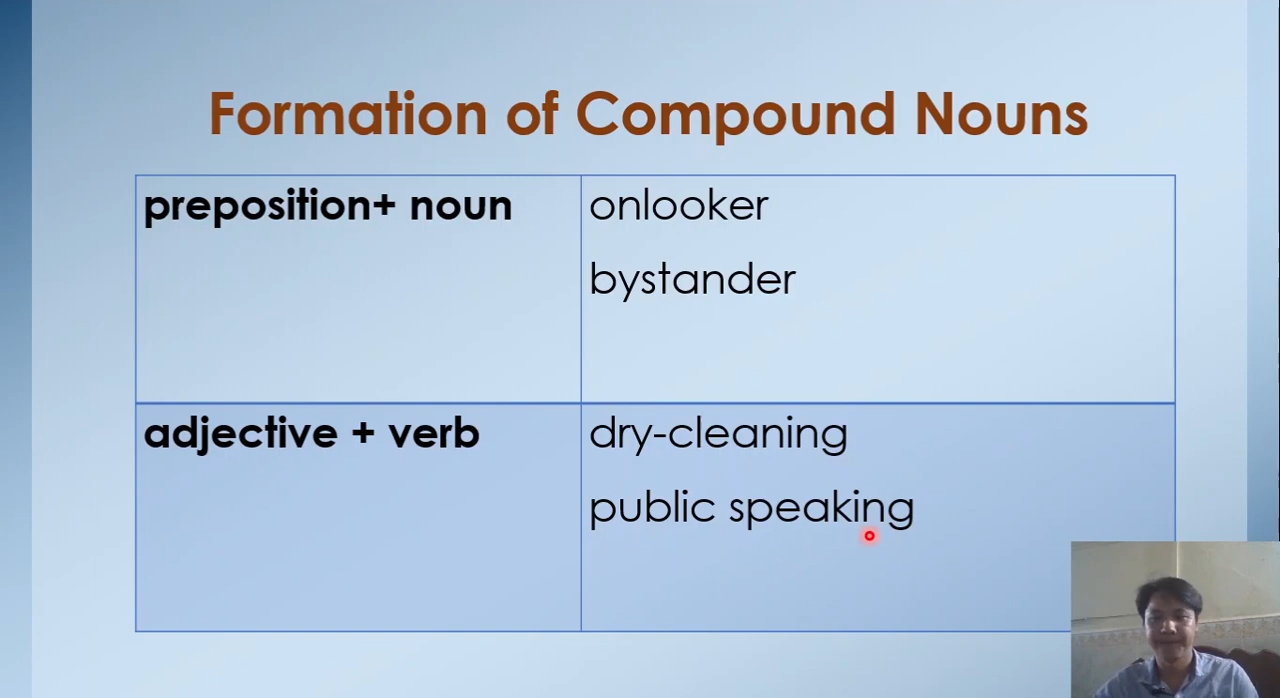 Formation of Compound Nouns
preposition+ noun
onlooker
bystander
adjective + verb
dry-cleaning
public speaking